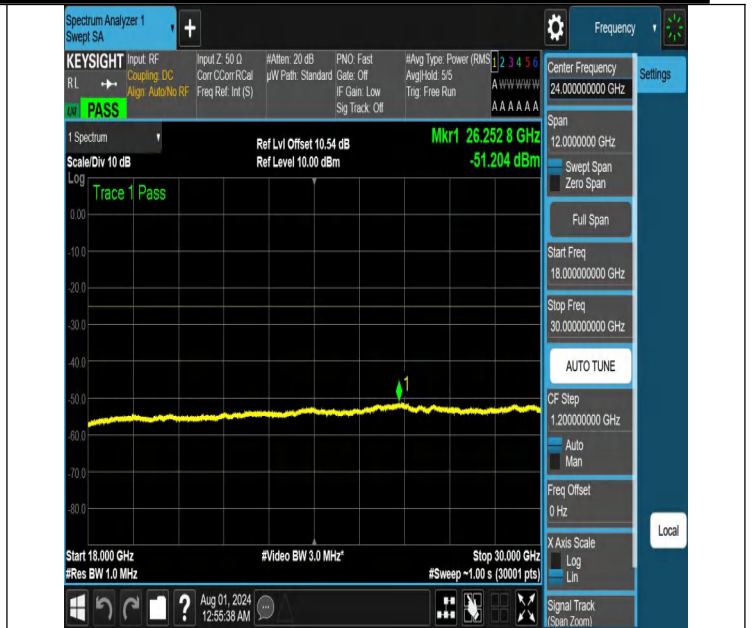 Spectrum Analyzer 1
Swept SA
Frequency
KEYSIGHT
RL
PASS
Input: RF
Coupling: DC
Align: Auto/No RF
Input Z: 50 Ω
Corr CCorr RCal
Freq Ref: Int (S)
#Atten: 20 dB
µW Path: Standard
PNO: Fast
Gate: Off
IF Gain: Low
Sig Track: Off
#Avg Type: Power (RMS
Avg|Hold: 5/5
Trig: Free Run
1 2 3 4 5 6
A W W W W W
A A A A A A
1 Spectrum
Scale/Div 10 dB
Ref Lvl Offset 10.54 dB
Ref Level 10.00 dBm
Mkr1 26.252 8 GHz
-51.204 dBm
Log
Trace 1 Pass
0.00
-10.0
-20.0
-30.0
-40.0
-50.0
-60.0
-70.0
-80.0
1
Start 18.000 GHz
#Res BW 1.0 MHz
#Video BW 3.0 MHz*
Stop 30.000 GHz
#Sweep ~1.00 s (30001 pts)
Aug 01, 2024
12:55:38 AM
?
Center Frequency
24.000000000 GHz
Settings
Span
12.0000000 GHz
Swept Span
Zero Span
Full Span
Start Freq
18.000000000 GHz
Stop Freq
30.000000000 GHz
AUTO TUNE
CF Step
1.200000000 GHz
Auto
Man
Freq Offset
0 Hz
X Axis Scale
Log
Lin
Local
Signal Track
(Span Zoom)